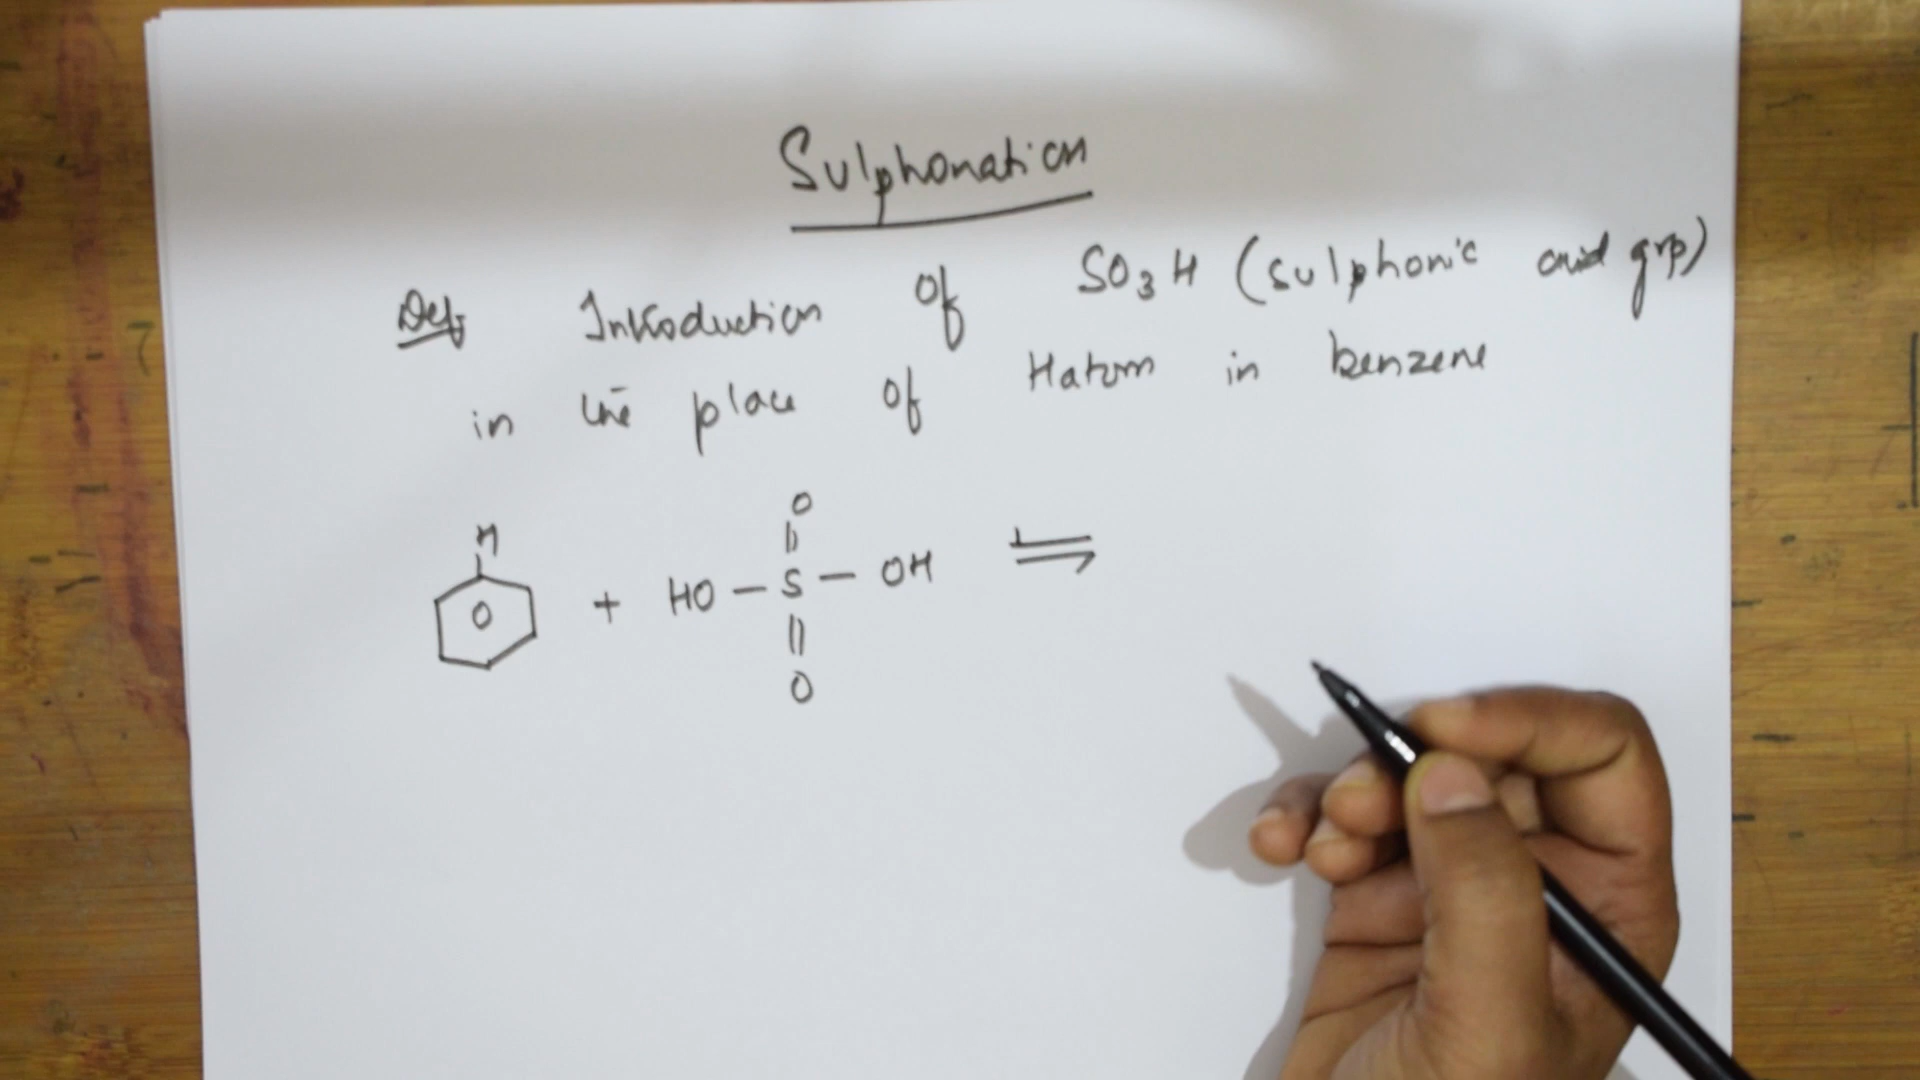 Sulphonation
Def Introduction of SO3H (sulphonic acid grp)
in the place of H atom in benzene
H
O
HO — S — OH
O
+
⇌
O